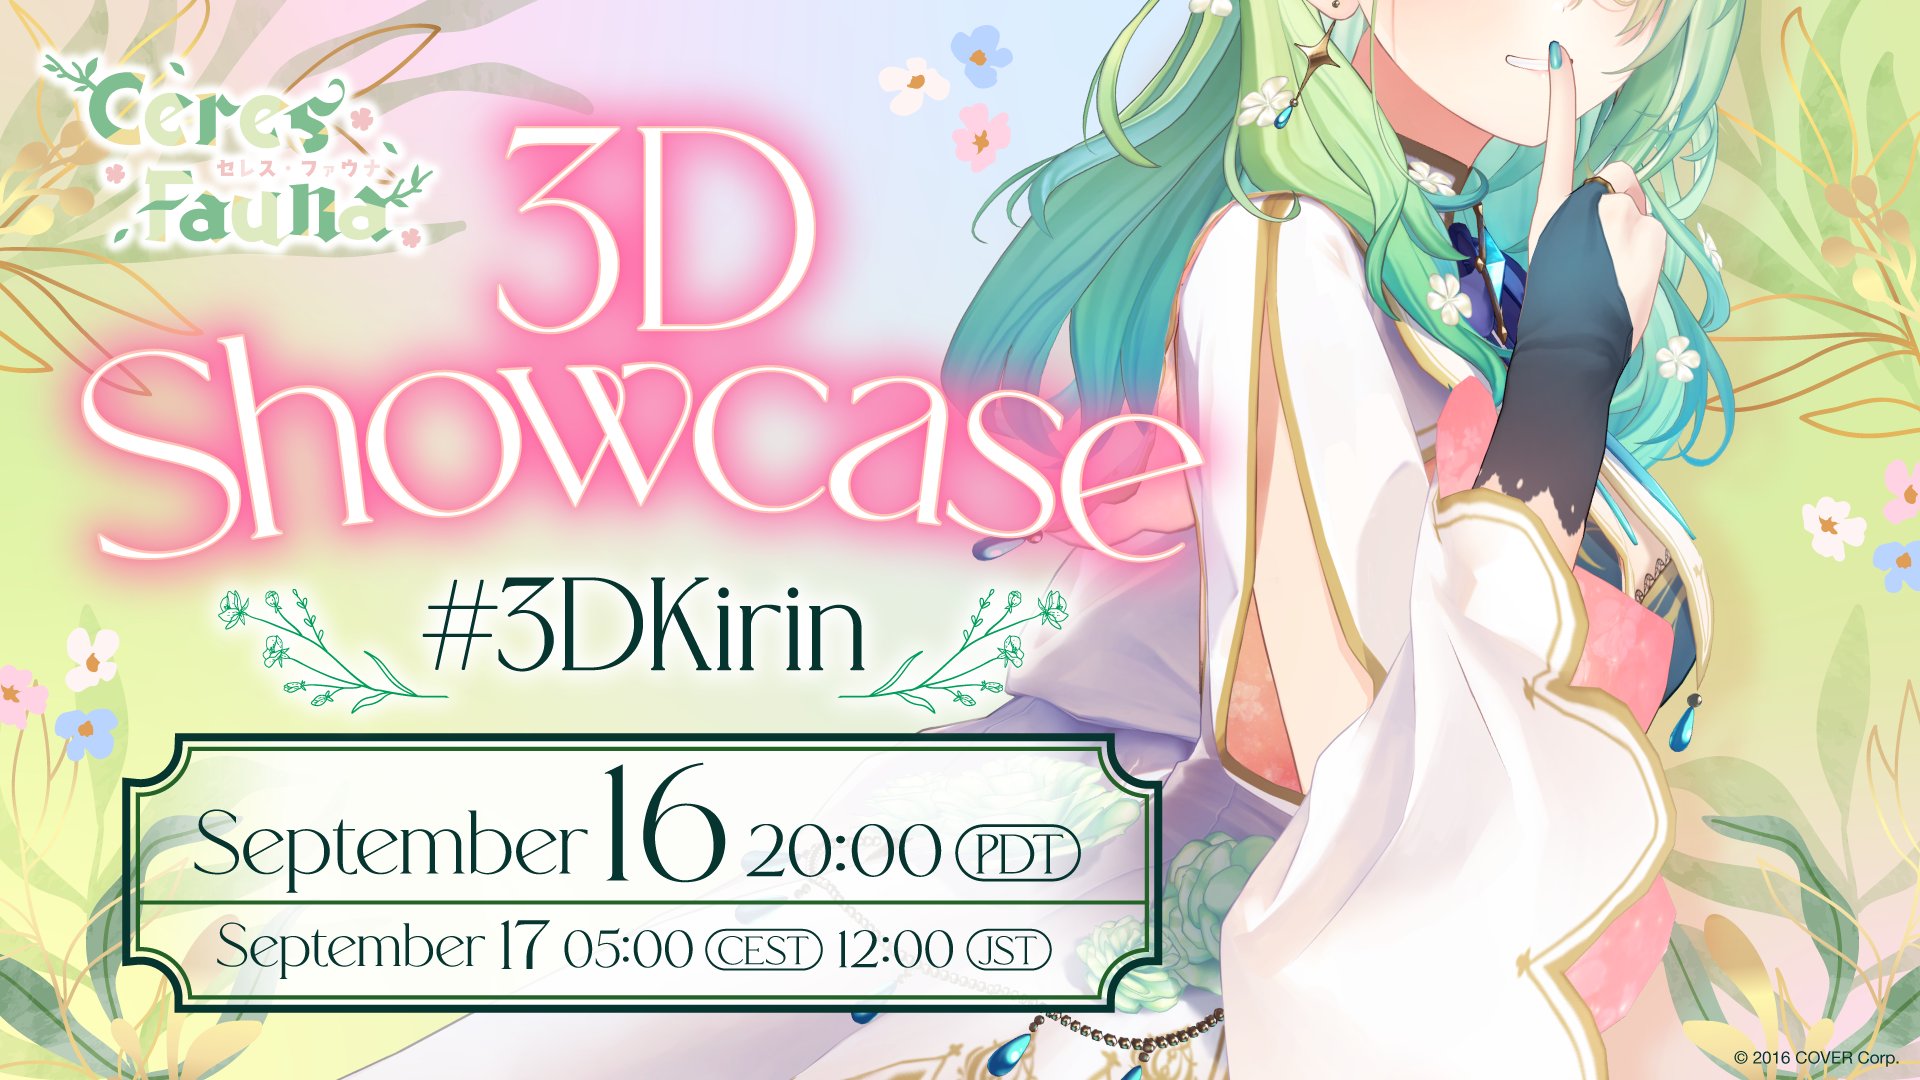 Ceres
セレス・ファウナ
Fauna
3D
Showcase
#3DKirin
September 16 20:00 PDT
September 17 05:00 CEST 12:00 JST
© 2016 COVER Corp.